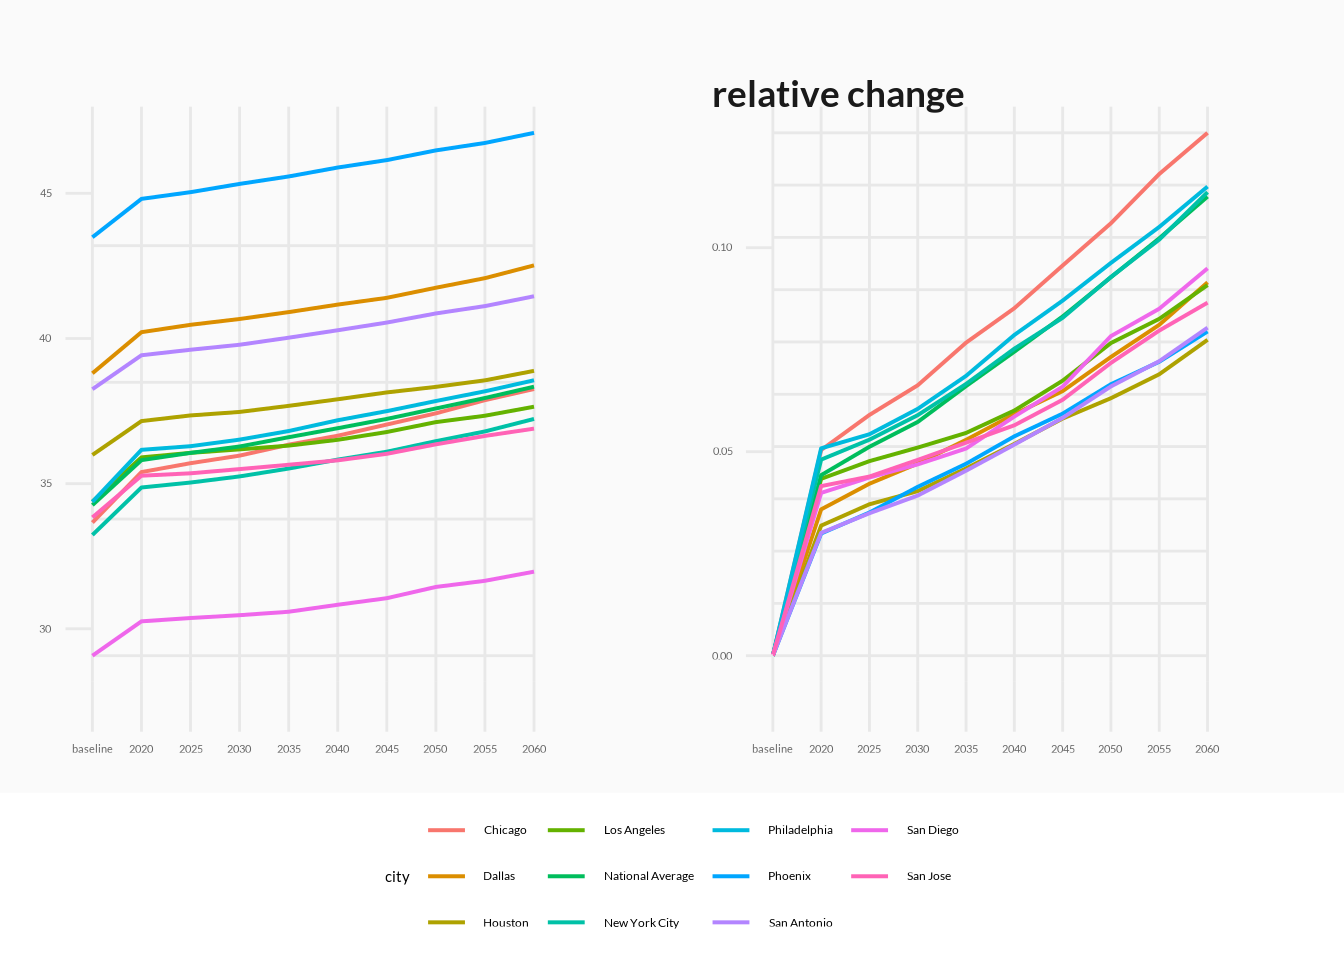 relative change
45
40
35
30
baseline 2020 2025 2030 2035 2040 2045 2050 2055 2060
0.10
0.05
0.00
baseline 2020 2025 2030 2035 2040 2045 2050 2055 2060
Chicago Los Angeles Philadelphia San Diego
city Dallas National Average Phoenix San Jose
Houston New York City San Antonio